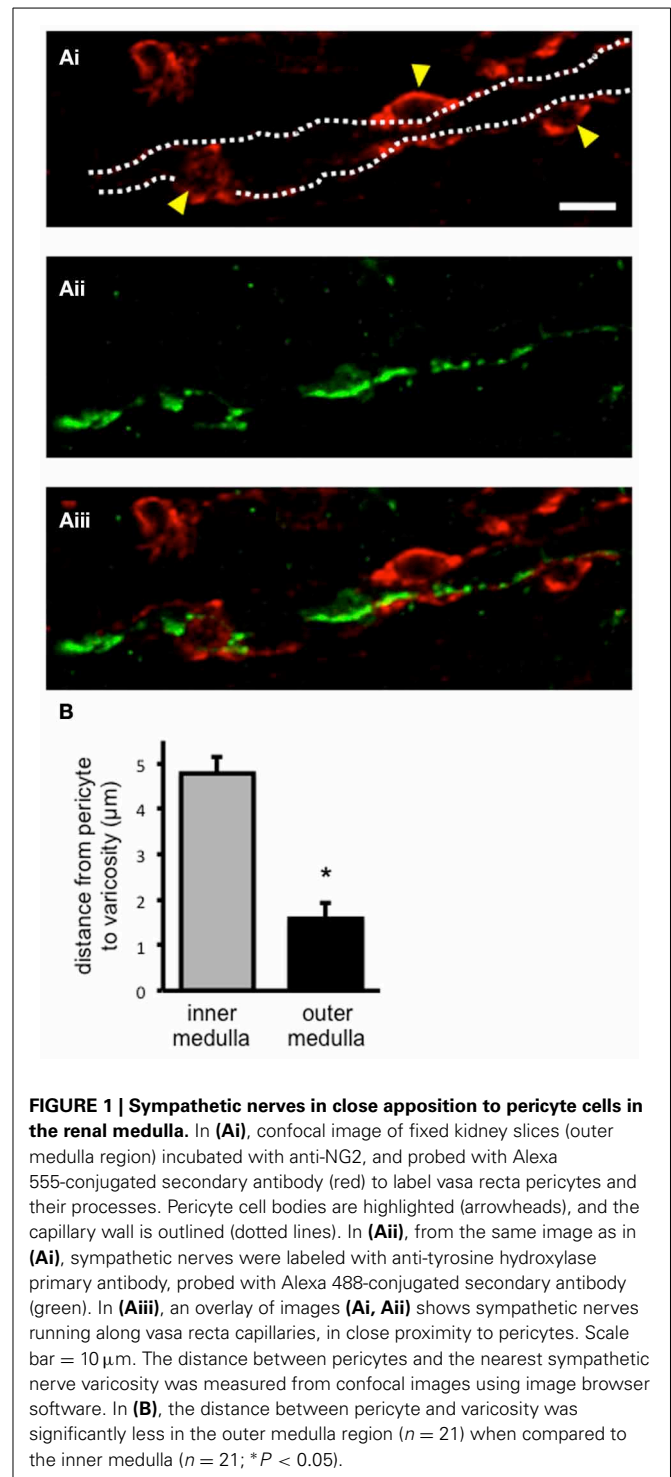 Ai
Aii
Aiii
B
distance from pericyte
to varicosity (µm)
5
4
3
2
1
0
*
inner
medulla
outer
medulla
FIGURE 1 | Sympathetic nerves in close apposition to pericyte cells in
the renal medulla. In (Ai), confocal image of fixed kidney slices (outer
medulla region) incubated with anti-NG2, and probed with Alexa
555-conjugated secondary antibody (red) to label vasa recta pericytes and
their processes. Pericyte cell bodies are highlighted (arrowheads), and the
capillary wall is outlined (dotted lines). In (Aii), from the same image as in
(Ai), sympathetic nerves were labeled with anti-tyrosine hydroxylase
primary antibody, probed with Alexa 488-conjugated secondary antibody
(green). In (Aiii), an overlay of images (Ai, Aii) shows sympathetic nerves
running along vasa recta capillaries, in close proximity to pericytes. Scale
bar = 10 µm. The distance between pericytes and the nearest sympathetic
nerve varicosity was measured from confocal images using image browser
software. In (B), the distance between pericyte and varicosity was
significantly less in the outer medulla region (n = 21) when compared to
the inner medulla (n = 21; *P < 0.05).